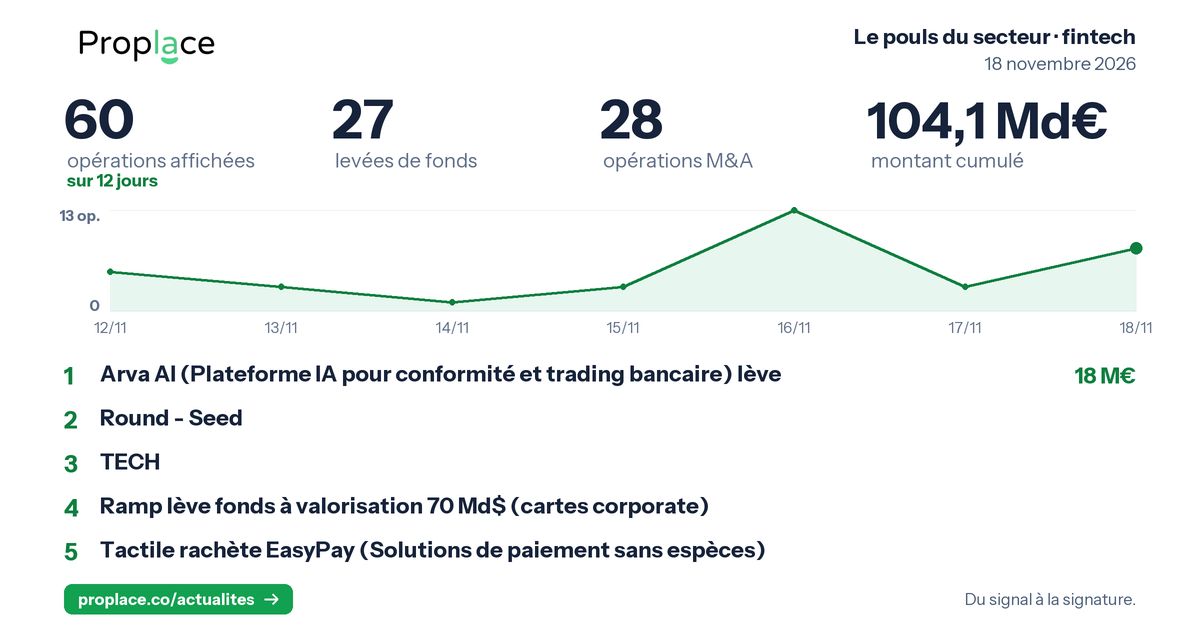 Proplace
Le pouls du secteur · fintech
18 novembre 2026
60
opérations affichées
sur 12 jours
27
levées de fonds
28
opérations M&A
104,1 Md€
montant cumulé
13 op.
0
12/11
13/11
14/11
15/11
16/11
17/11
18/11
1 Arva AI (Plateforme IA pour conformité et trading bancaire) lève 18 M€
2 Round - Seed
3 TECH
4 Ramp lève fonds à valorisation 70 Md$ (cartes corporate)
5 Tactile rachète EasyPay (Solutions de paiement sans espèces)
proplace.co/actualites →
Du signal à la signature.